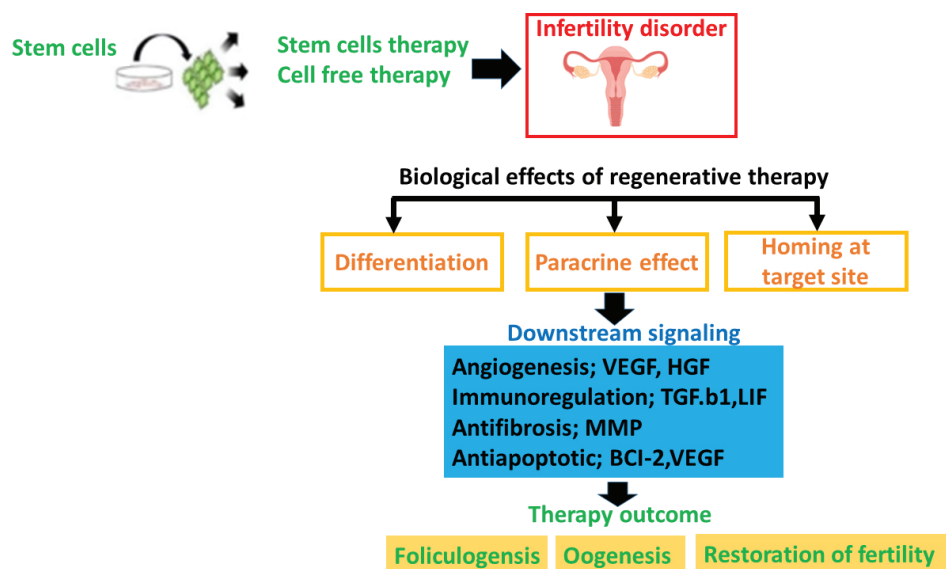 Stem cells
Stem cells therapy
Cell free therapy
Infertility disorder
Biological effects of regenerative therapy
Differentiation
Paracrine effect
Homing at
target site
Downstream signaling
Angiogenesis; VEGF, HGF
Immunoregulation; TGF.b1,LIF
Antifibrosis; MMP
Antiapoptotic; BCI-2,VEGF
Therapy outcome
Foliculogensis
Oogenesis
Restoration of fertility